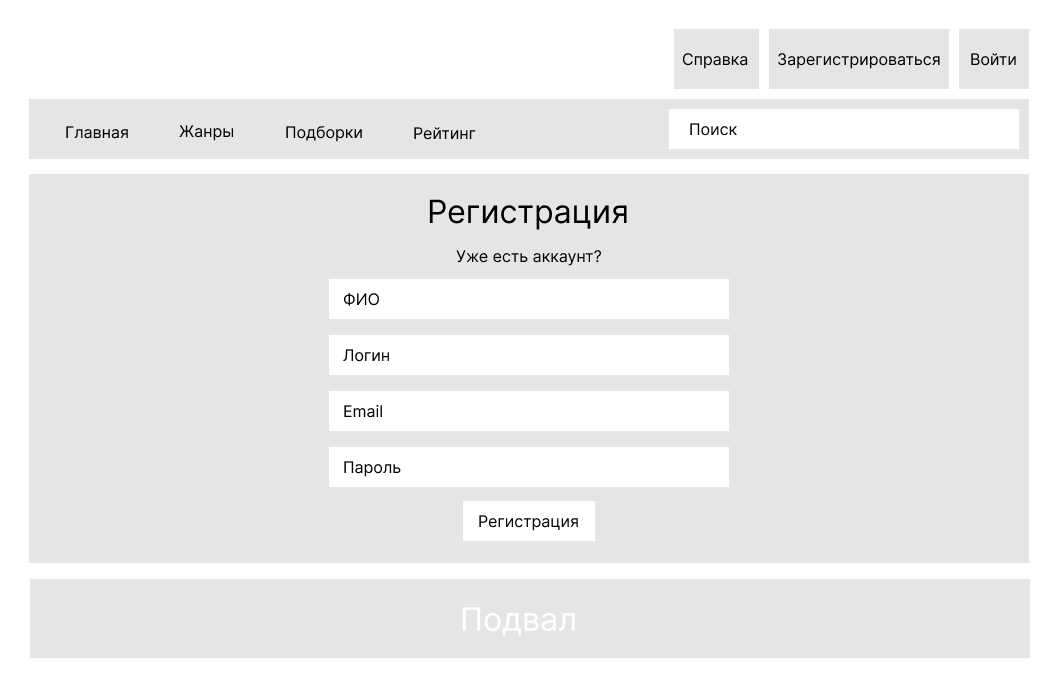 Справка
Зарегистрироваться
Войти
Главная
Жанры
Подборки
Рейтинг
Поиск
Регистрация
Уже есть аккаунт?
ФИО
Логин
Email
Пароль
Регистрация
Подвал